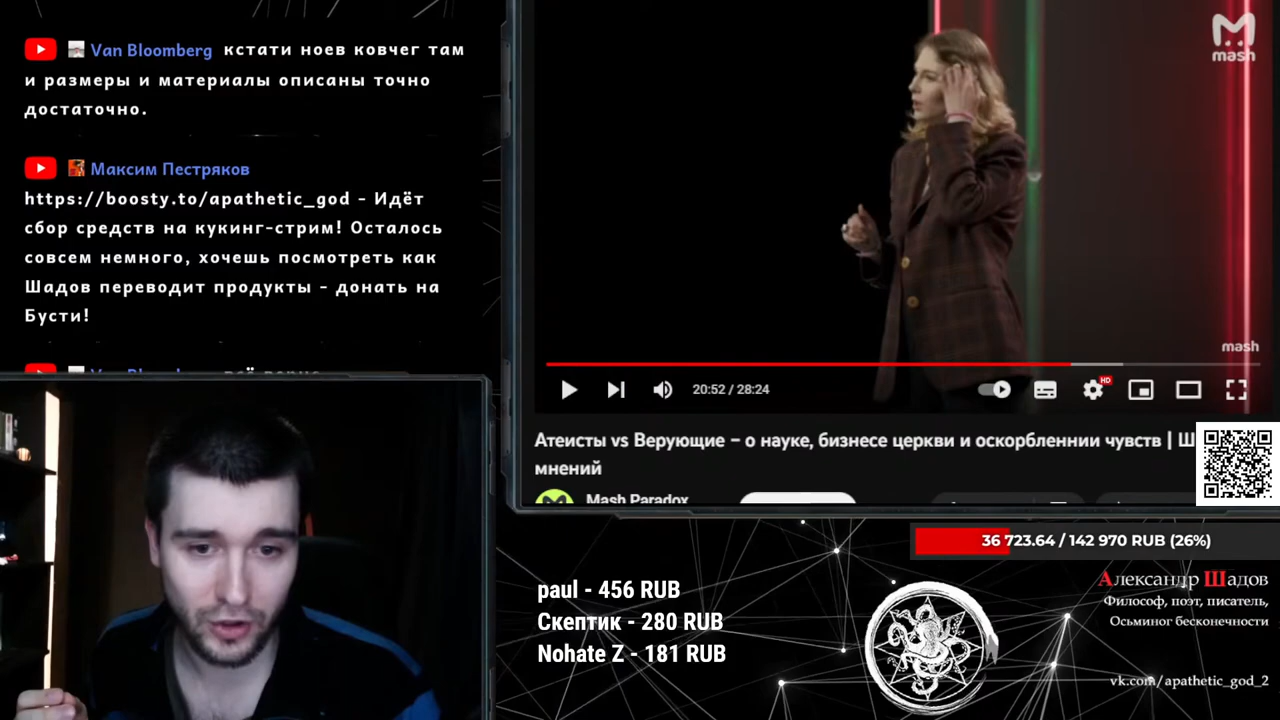 Van Bloomberg кстати ноев ковчег там
и размеры и материалы описаны точно
достаточно.
Максим Пестряков
https://boosty.to/apathetic_god - Идёт
сбор средств на кукинг-стрим! Осталось
совсем немного, хочешь посмотреть как
Шадов переводит продукты - донать на
Бусти!
mash
mash
20:52 / 28:24
HD
Атеисты vs Верующие – о науке, бизнесе церкви и оскорбленнии чувств | Ш
мнений
Mash Paradox
36 723.64 / 142 970 RUB (26%)
paul - 456 RUB
Скептик - 280 RUB
Nohate Z - 181 RUB
Александр Шадов
Философ, поэт, писатель,
Осьминог бесконечности
vk.com/apathetic_god_2